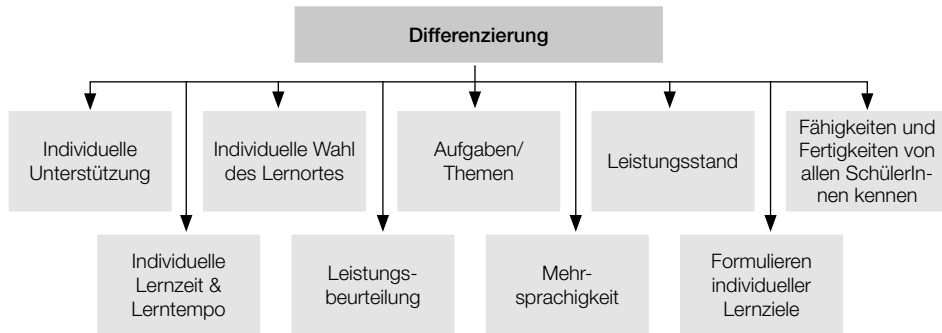 Differenzierung
Individuelle
Unterstützung
Individuelle Wahl
des Lernortes
Aufgaben/
Themen
Leistungsstand
Fähigkeiten und
Fertigkeiten von
allen SchülerIn-
nen kennen
Individuelle
Lernzeit &
Lerntempo
Leistungs-
beurteilung
Mehr-
sprachigkeit
Formulieren
individueller
Lernziele